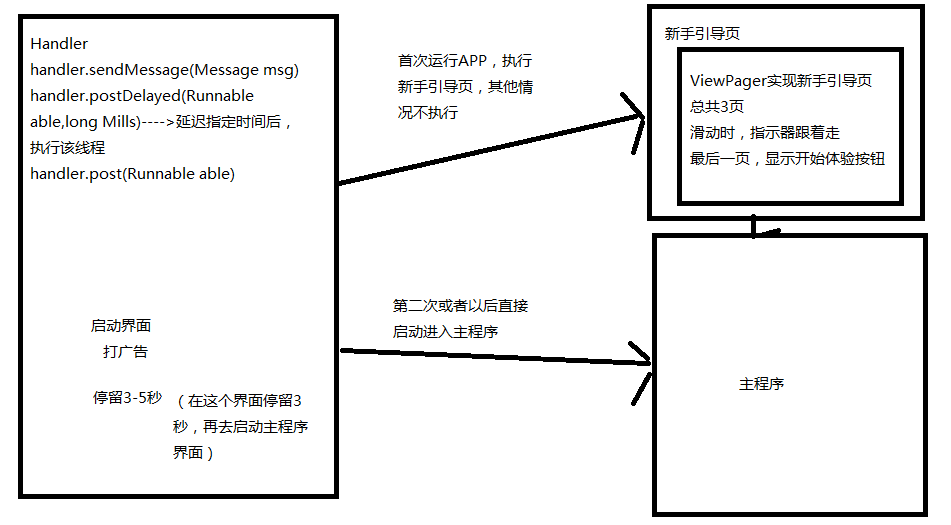 Handler
handler.sendMessage(Message msg)
handler.postDelayed(Runnable
able,long Mills)---->延迟指定时间后，
执行该线程
handler.post(Runnable able)
启动界面
打广告
停留3-5秒
（在这个界面停留3
秒，再去启动主程序
界面）
首次运行APP，执行
新手引导页，其他情
况不执行
第二次或者以后直接
启动进入主程序
新手引导页
ViewPager实现新手引导页
总共3页
滑动时，指示器跟着走
最后一页，显示开始体验按钮
主程序